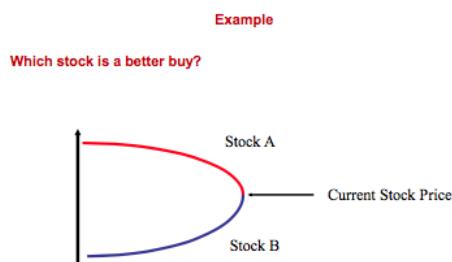 Example
Which stock is a better buy?
Stock A
Current Stock Price
Stock B